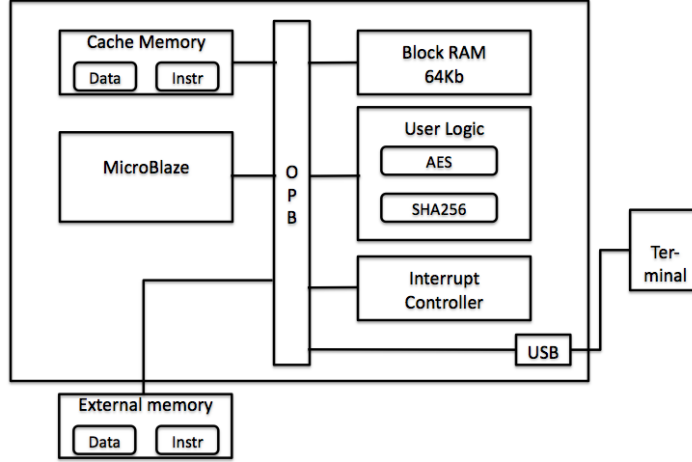 Cache Memory
Data Instr
MicroBlaze
O
P
B
Block RAM
64Kb
User Logic
AES
SHA256
Interrupt
Controller
USB
Ter-
minal
External memory
Data Instr